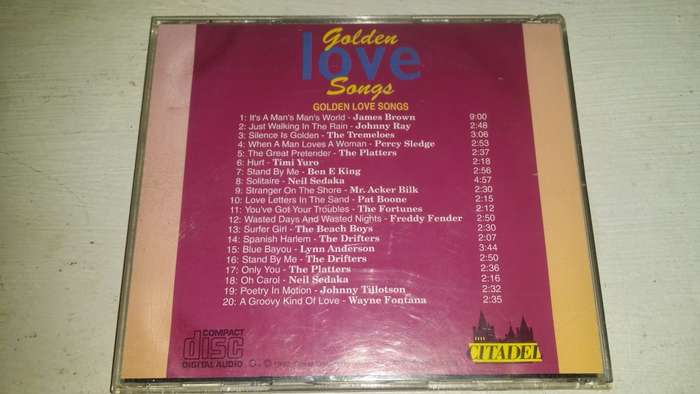 Golden
love
Songs
GOLDEN LOVE SONGS
1: It's A Man's Man's World - James Brown 9:00
2: Just Walking In The Rain - Johnny Ray 2:48
3: Silence Is Golden - The Tremeloes 3:06
4: When A Man Loves A Woman - Percy Sledge 2:53
5: The Great Pretender - The Platters 2:37
6: Hurt - Timi Yuro 2:18
7: Stand By Me - Ben E King 2:56
8: Solitaire - Neil Sedaka 4:57
9: Stranger On The Shore - Mr. Acker Bilk 2:30
10: Love Letters In The Sand - Pat Boone 2:15
11: You've Got Your Troubles - The Fortunes 2:12
12: Wasted Days And Wasted Nights - Freddy Fender 2:50
13: Surfer Girl - The Beach Boys 2:30
14: Spanish Harlem - The Drifters 2:07
15: Blue Bayou - Lynn Anderson 3:44
16: Stand By Me - The Drifters 2:50
17: Only You - The Platters 2:36
18: Oh Carol - Neil Sedaka 2:16
19: Poetry In Motion - Johnny Tillotson 2:32
20: A Groovy Kind Of Love - Wayne Fontana 2:35
COMPACT
disc
DIGITAL AUDIO
CITADEL